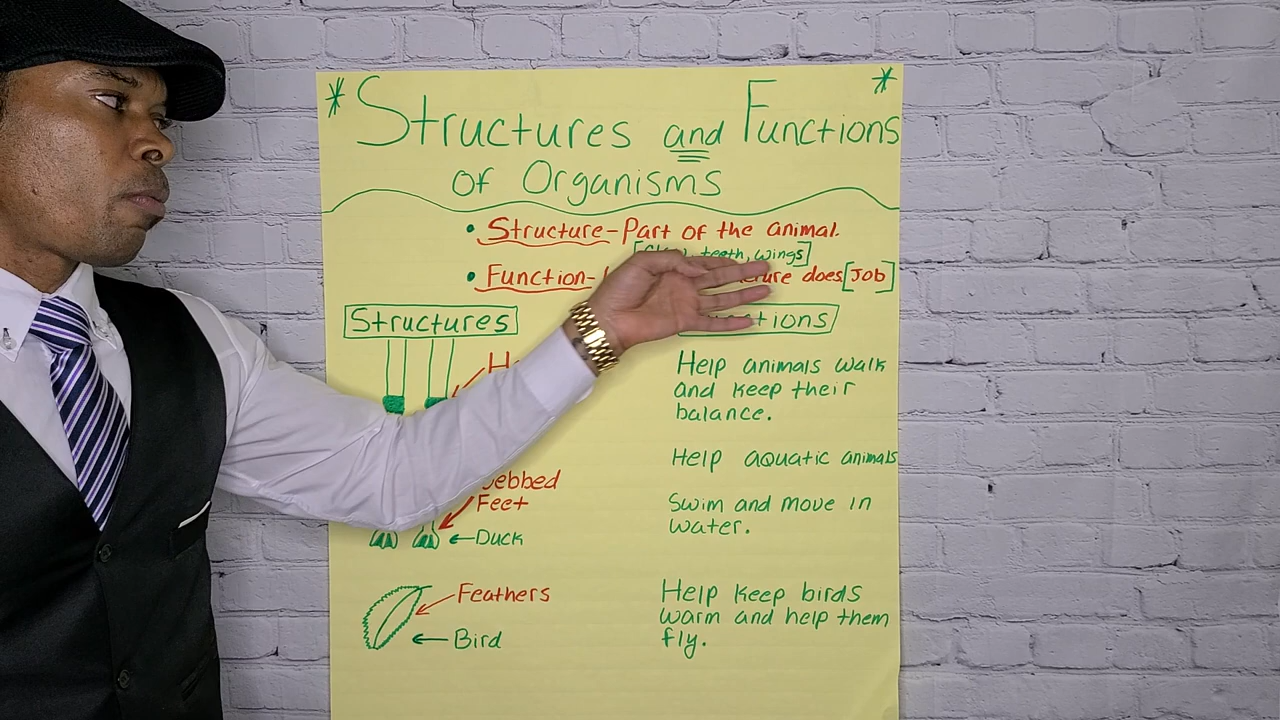 * Structures and Functions *
of Organisms
• Structure-Part of the animal.
teeth, wings]
• Function- does [Job]
Structures
Help animals walk
and keep their
balance.
Webbed
Feet
←Duck
Help aquatic animals
Swim and move in
water.
Feathers
← Bird
Help keep birds
warm and help them
fly.